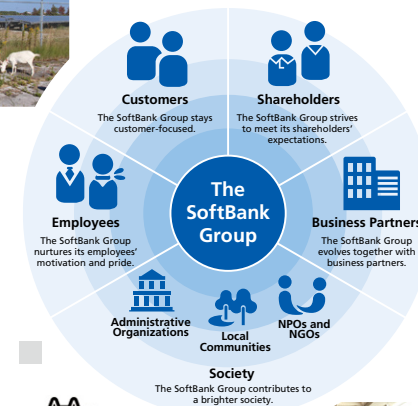 Customers
The SoftBank Group stays
customer-focused.
Shareholders
The SoftBank Group strives
to meet its shareholders'
expectations.
The
SoftBank
Group
Employees
The SoftBank Group
nurtures its employees'
motivation and pride.
Business Partners
The SoftBank Group
evolves together with
business partners.
Administrative
Organizations
Local
Communities
NPOs and
NGOs
Society
The SoftBank Group contributes to
a brighter society.